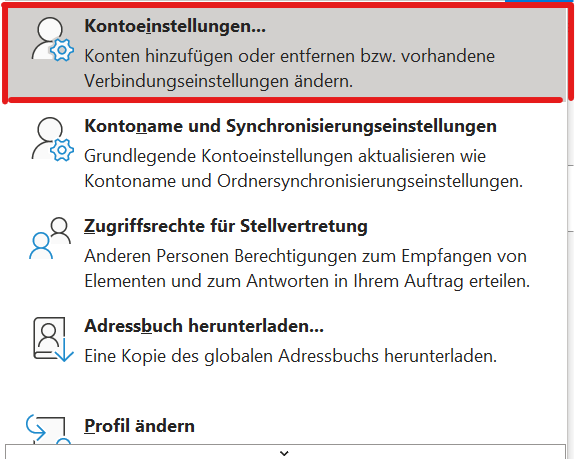 Kontoeinstellungen...
Konten hinzufügen oder entfernen bzw. vorhandene
Verbindungseinstellungen ändern.
Kontoname und Synchronisierungseinstellungen
Grundlegende Kontoeinstellungen aktualisieren wie
Kontoname und Ordnersynchronisierungseinstellungen.
Zugriffsrechte für Stellvertretung
Anderen Personen Berechtigungen zum Empfangen von
Elementen und zum Antworten in Ihrem Auftrag erteilen.
Adressbuch herunterladen...
Eine Kopie des globalen Adressbuchs herunterladen.
Profil ändern